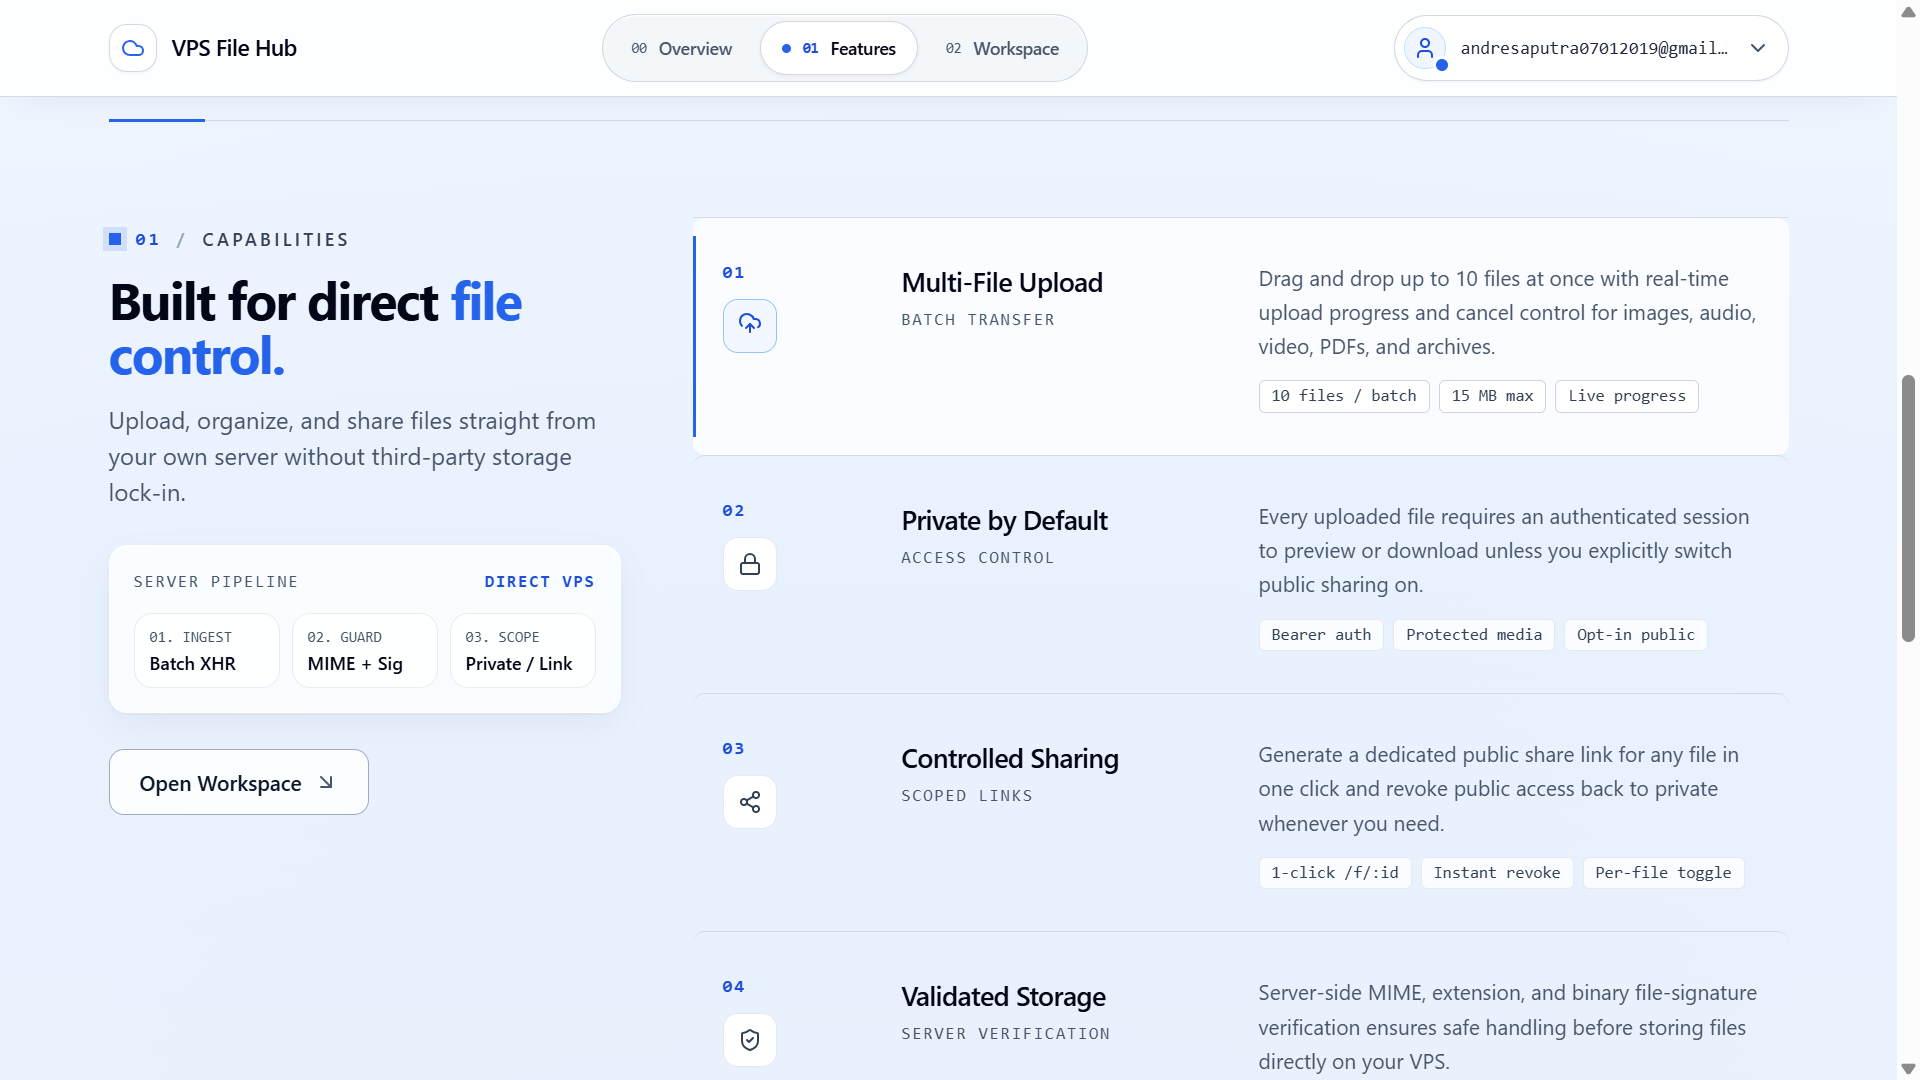 VPS File Hub
00 Overview
01 Features
02 Workspace
andresaputra07012019@gmail...
01 / CAPABILITIES
Built for direct file
control.
Upload, organize, and share files straight from
your own server without third-party storage
lock-in.
SERVER PIPELINE
DIRECT VPS
01. INGEST
Batch XHR
02. GUARD
MIME + Sig
03. SCOPE
Private / Link
Open Workspace
01
Multi-File Upload
BATCH TRANSFER
Drag and drop up to 10 files at once with real-time
upload progress and cancel control for images, audio,
video, PDFs, and archives.
10 files / batch
15 MB max
Live progress
02
Private by Default
ACCESS CONTROL
Every uploaded file requires an authenticated session
to preview or download unless you explicitly switch
public sharing on.
Bearer auth
Protected media
Opt-in public
03
Controlled Sharing
SCOPED LINKS
Generate a dedicated public share link for any file in
one click and revoke public access back to private
whenever you need.
1-click /f/:id
Instant revoke
Per-file toggle
04
Validated Storage
SERVER VERIFICATION
Server-side MIME, extension, and binary file-signature
verification ensures safe handling before storing files
directly on your VPS.